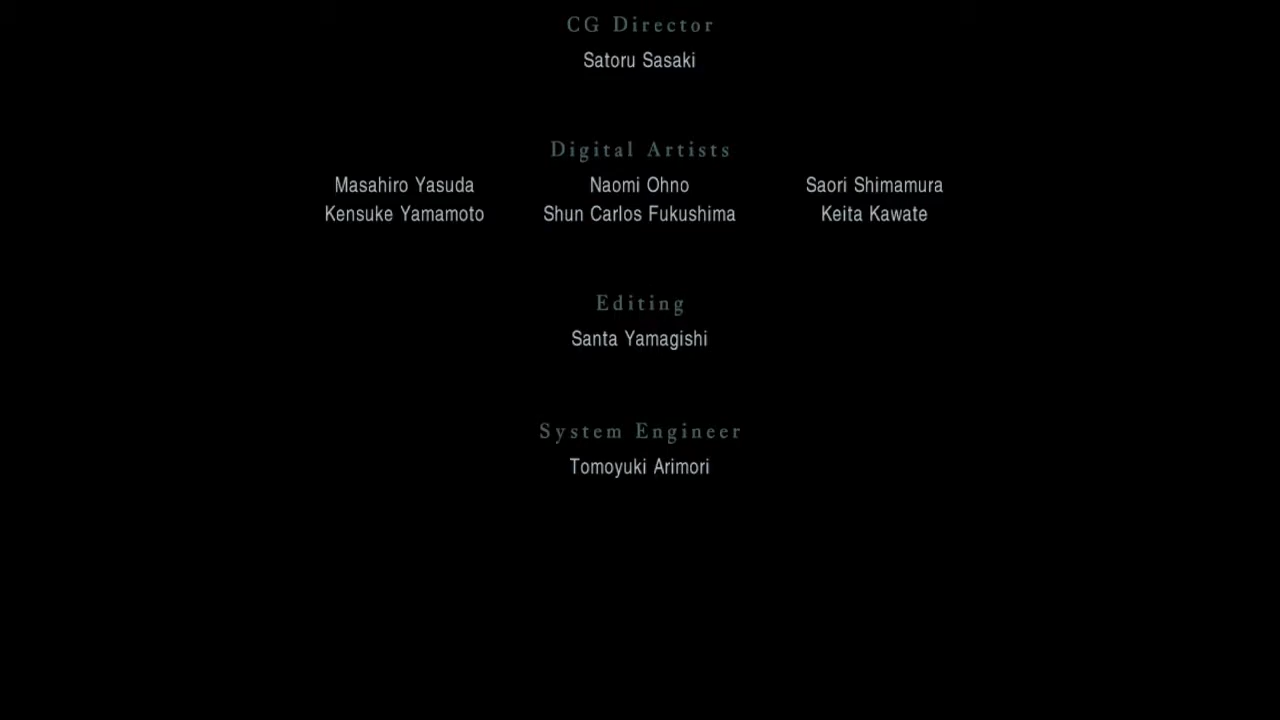 CG Director
Satoru Sasaki
Digital Artists
Masahiro Yasuda Naomi Ohno Saori Shimamura
Kensuke Yamamoto Shun Carlos Fukushima Keita Kawate
Editing
Santa Yamagishi
System Engineer
Tomoyuki Arimori